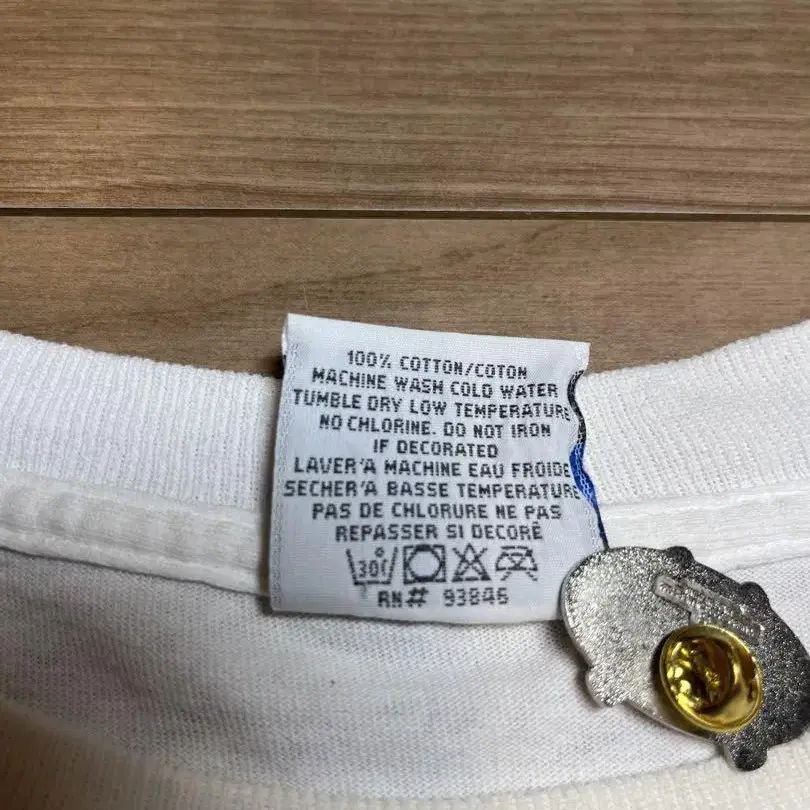 100% COTTON/COTON
MACHINE WASH COLD WATER
TUMBLE DRY LOW TEMPERATURE
NO CHLORINE. DO NOT IRON
IF DECORATED
LAVER'A MACHINE EAU FROIDE
SECHER'A BASSE TEMPERATURE
PAS DE CHLORURE NE PAS
REPASSER SI DECORÉ
30°
RN# 93846